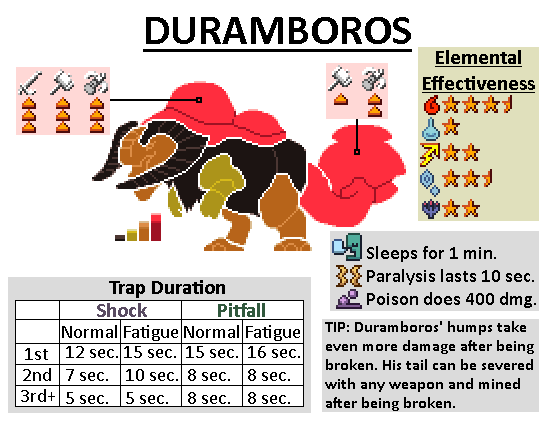 DURAMBOROS
Elemental
Effectiveness
Sleeps for 1 min.
Paralysis lasts 10 sec.
Poison does 400 dmg.
Trap Duration
Shock Pitfall
Normal Fatigue Normal Fatigue
1st 12 sec. 15 sec. 15 sec. 16 sec.
2nd 7 sec. 10 sec. 8 sec. 8 sec.
3rd+ 5 sec. 5 sec. 8 sec. 8 sec.
TIP: Duramboros' humps take
even more damage after being
broken. His tail can be severed
with any weapon and mined
after being broken.